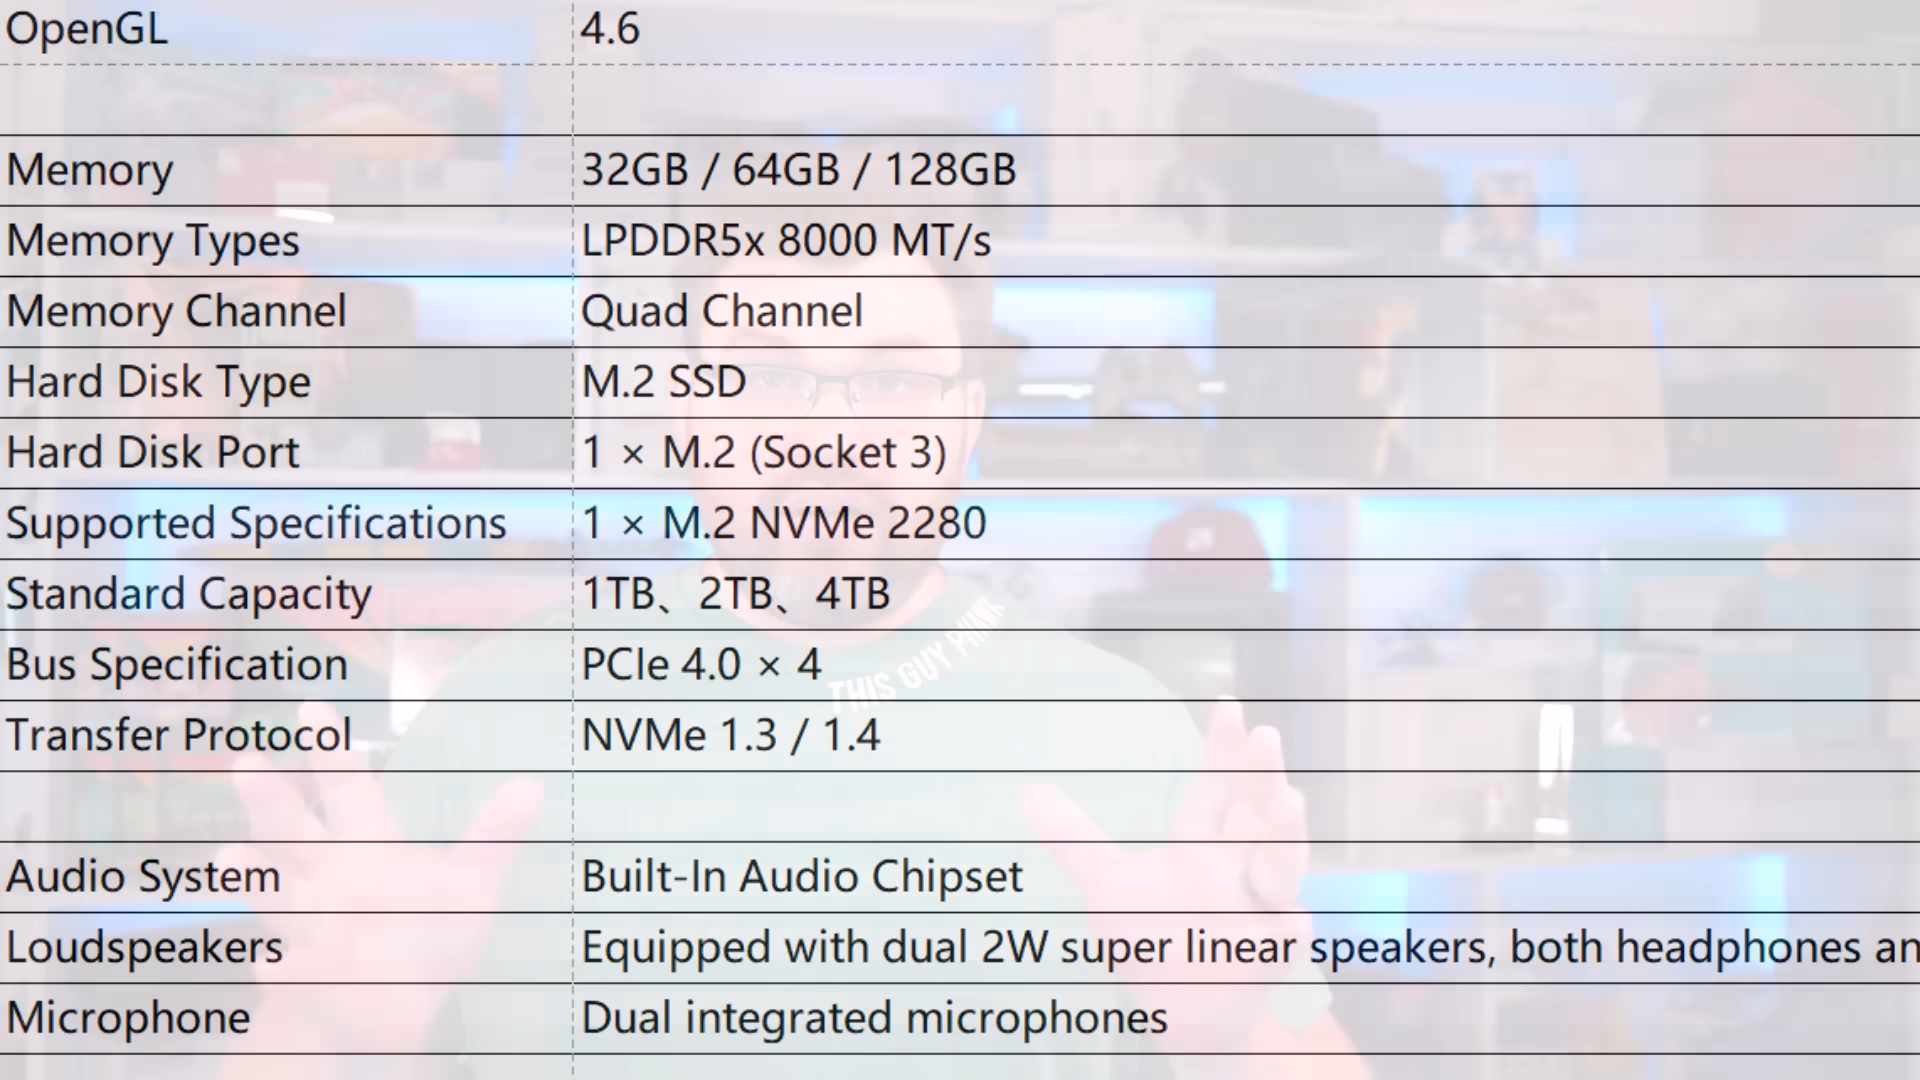 OpenGL 4.6
Memory 32GB / 64GB / 128GB
Memory Types LPDDR5x 8000 MT/s
Memory Channel Quad Channel
Hard Disk Type M.2 SSD
Hard Disk Port 1 × M.2 (Socket 3)
Supported Specifications 1 × M.2 NVMe 2280
Standard Capacity 1TB、2TB、4TB
Bus Specification PCIe 4.0 × 4
THIS GUY
Transfer Protocol NVMe 1.3 / 1.4
Audio System Built-In Audio Chipset
Loudspeakers Equipped with dual 2W super linear speakers, both headphones an
Microphone Dual integrated microphones